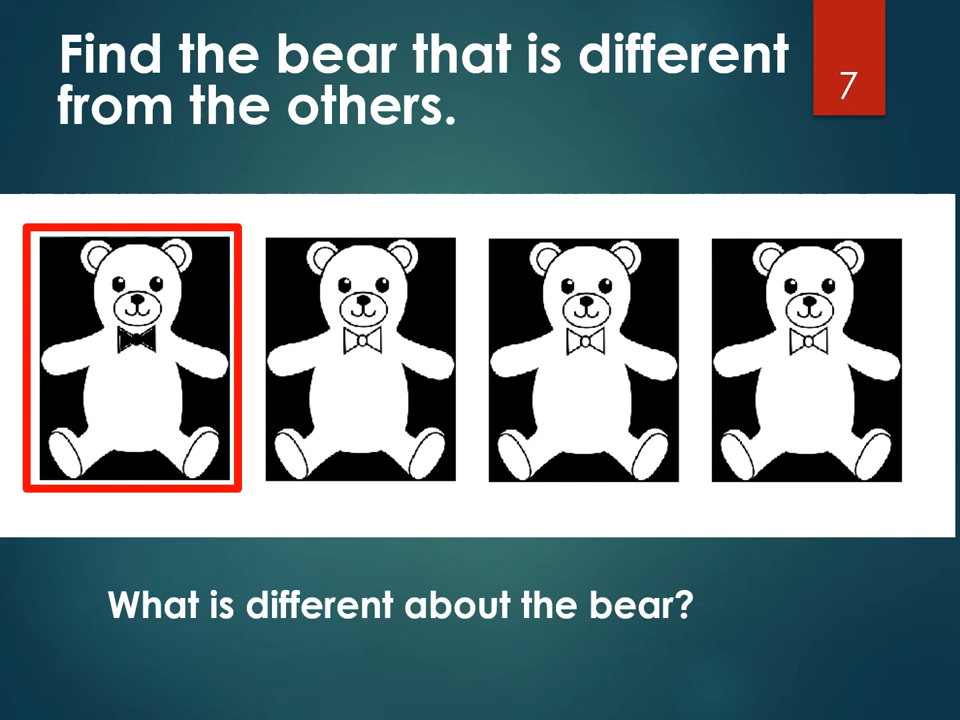 Find the bear that is different
from the others.
7
What is different about the bear?